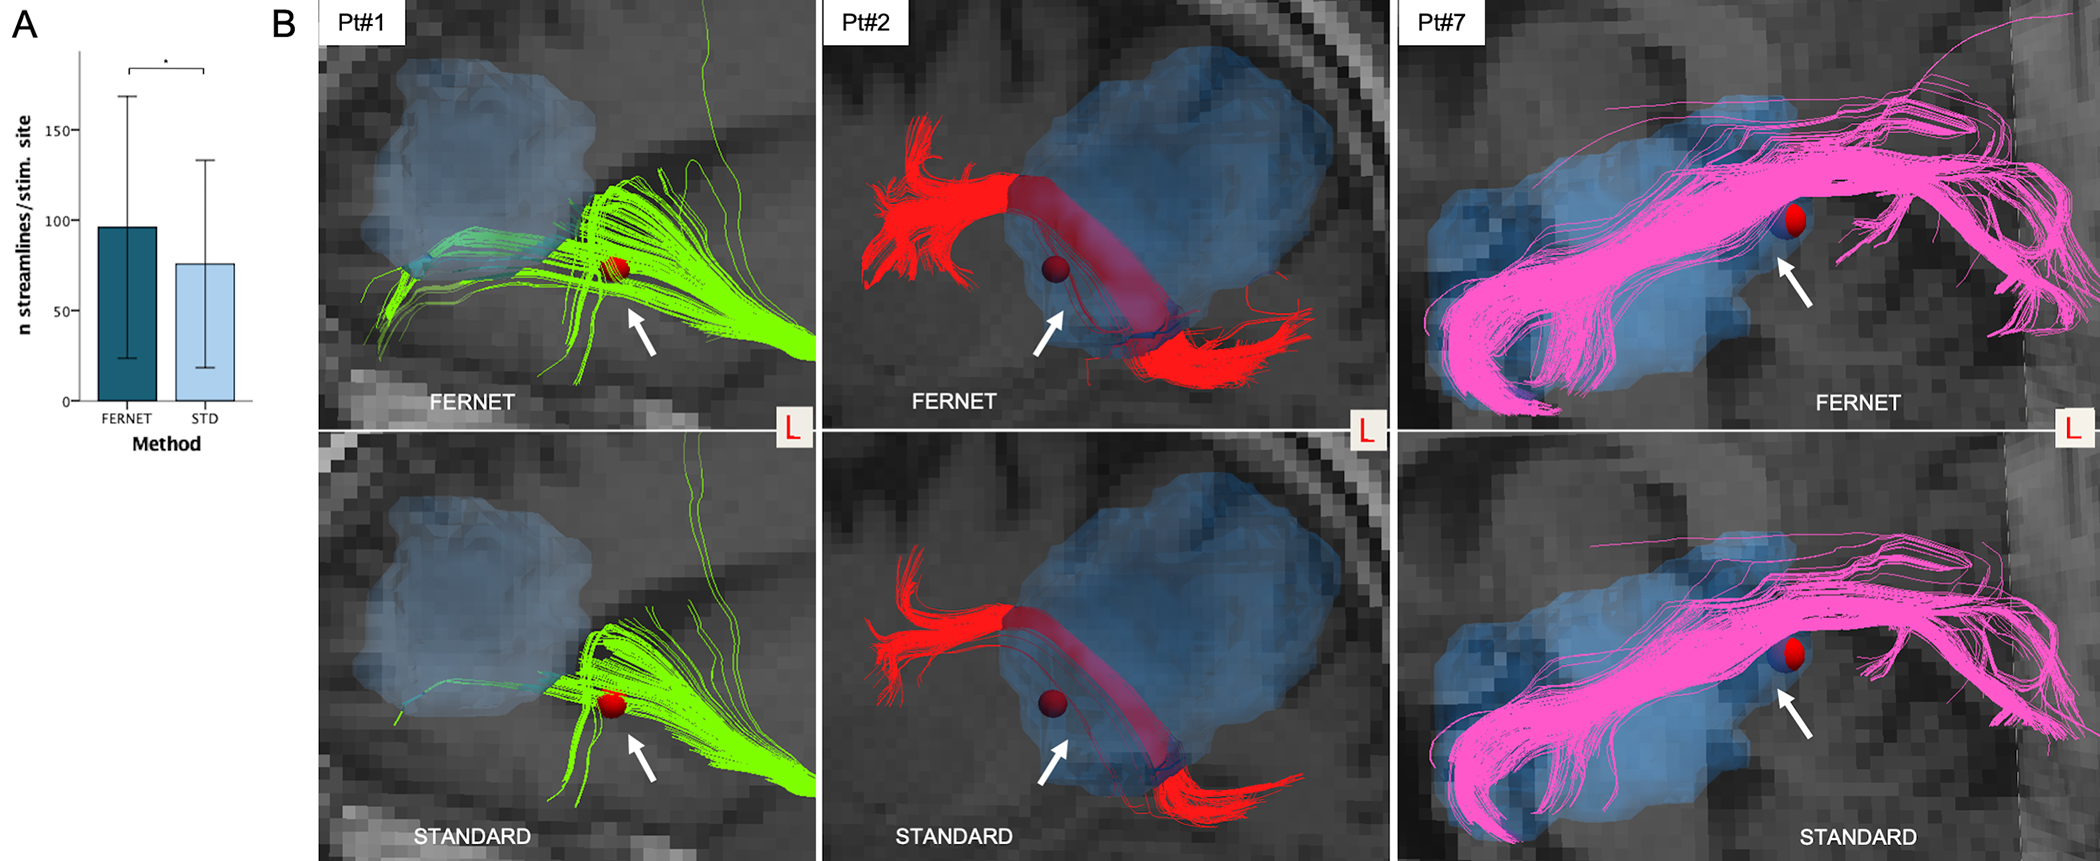 A
n streamlines/stim. site
*
150
100
50
0
FERNET STD
Method
B
Pt#1
FERNET
L
STANDARD
Pt#2
FERNET
L
STANDARD
Pt#7
FERNET
L
STANDARD